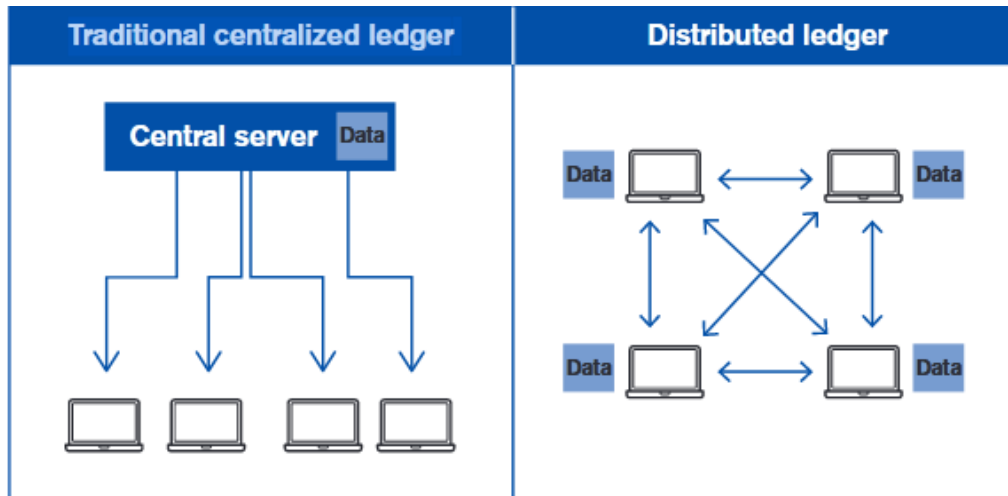 Traditional centralized ledger
Distributed ledger
Central server
Data
Data
Data
Data
Data